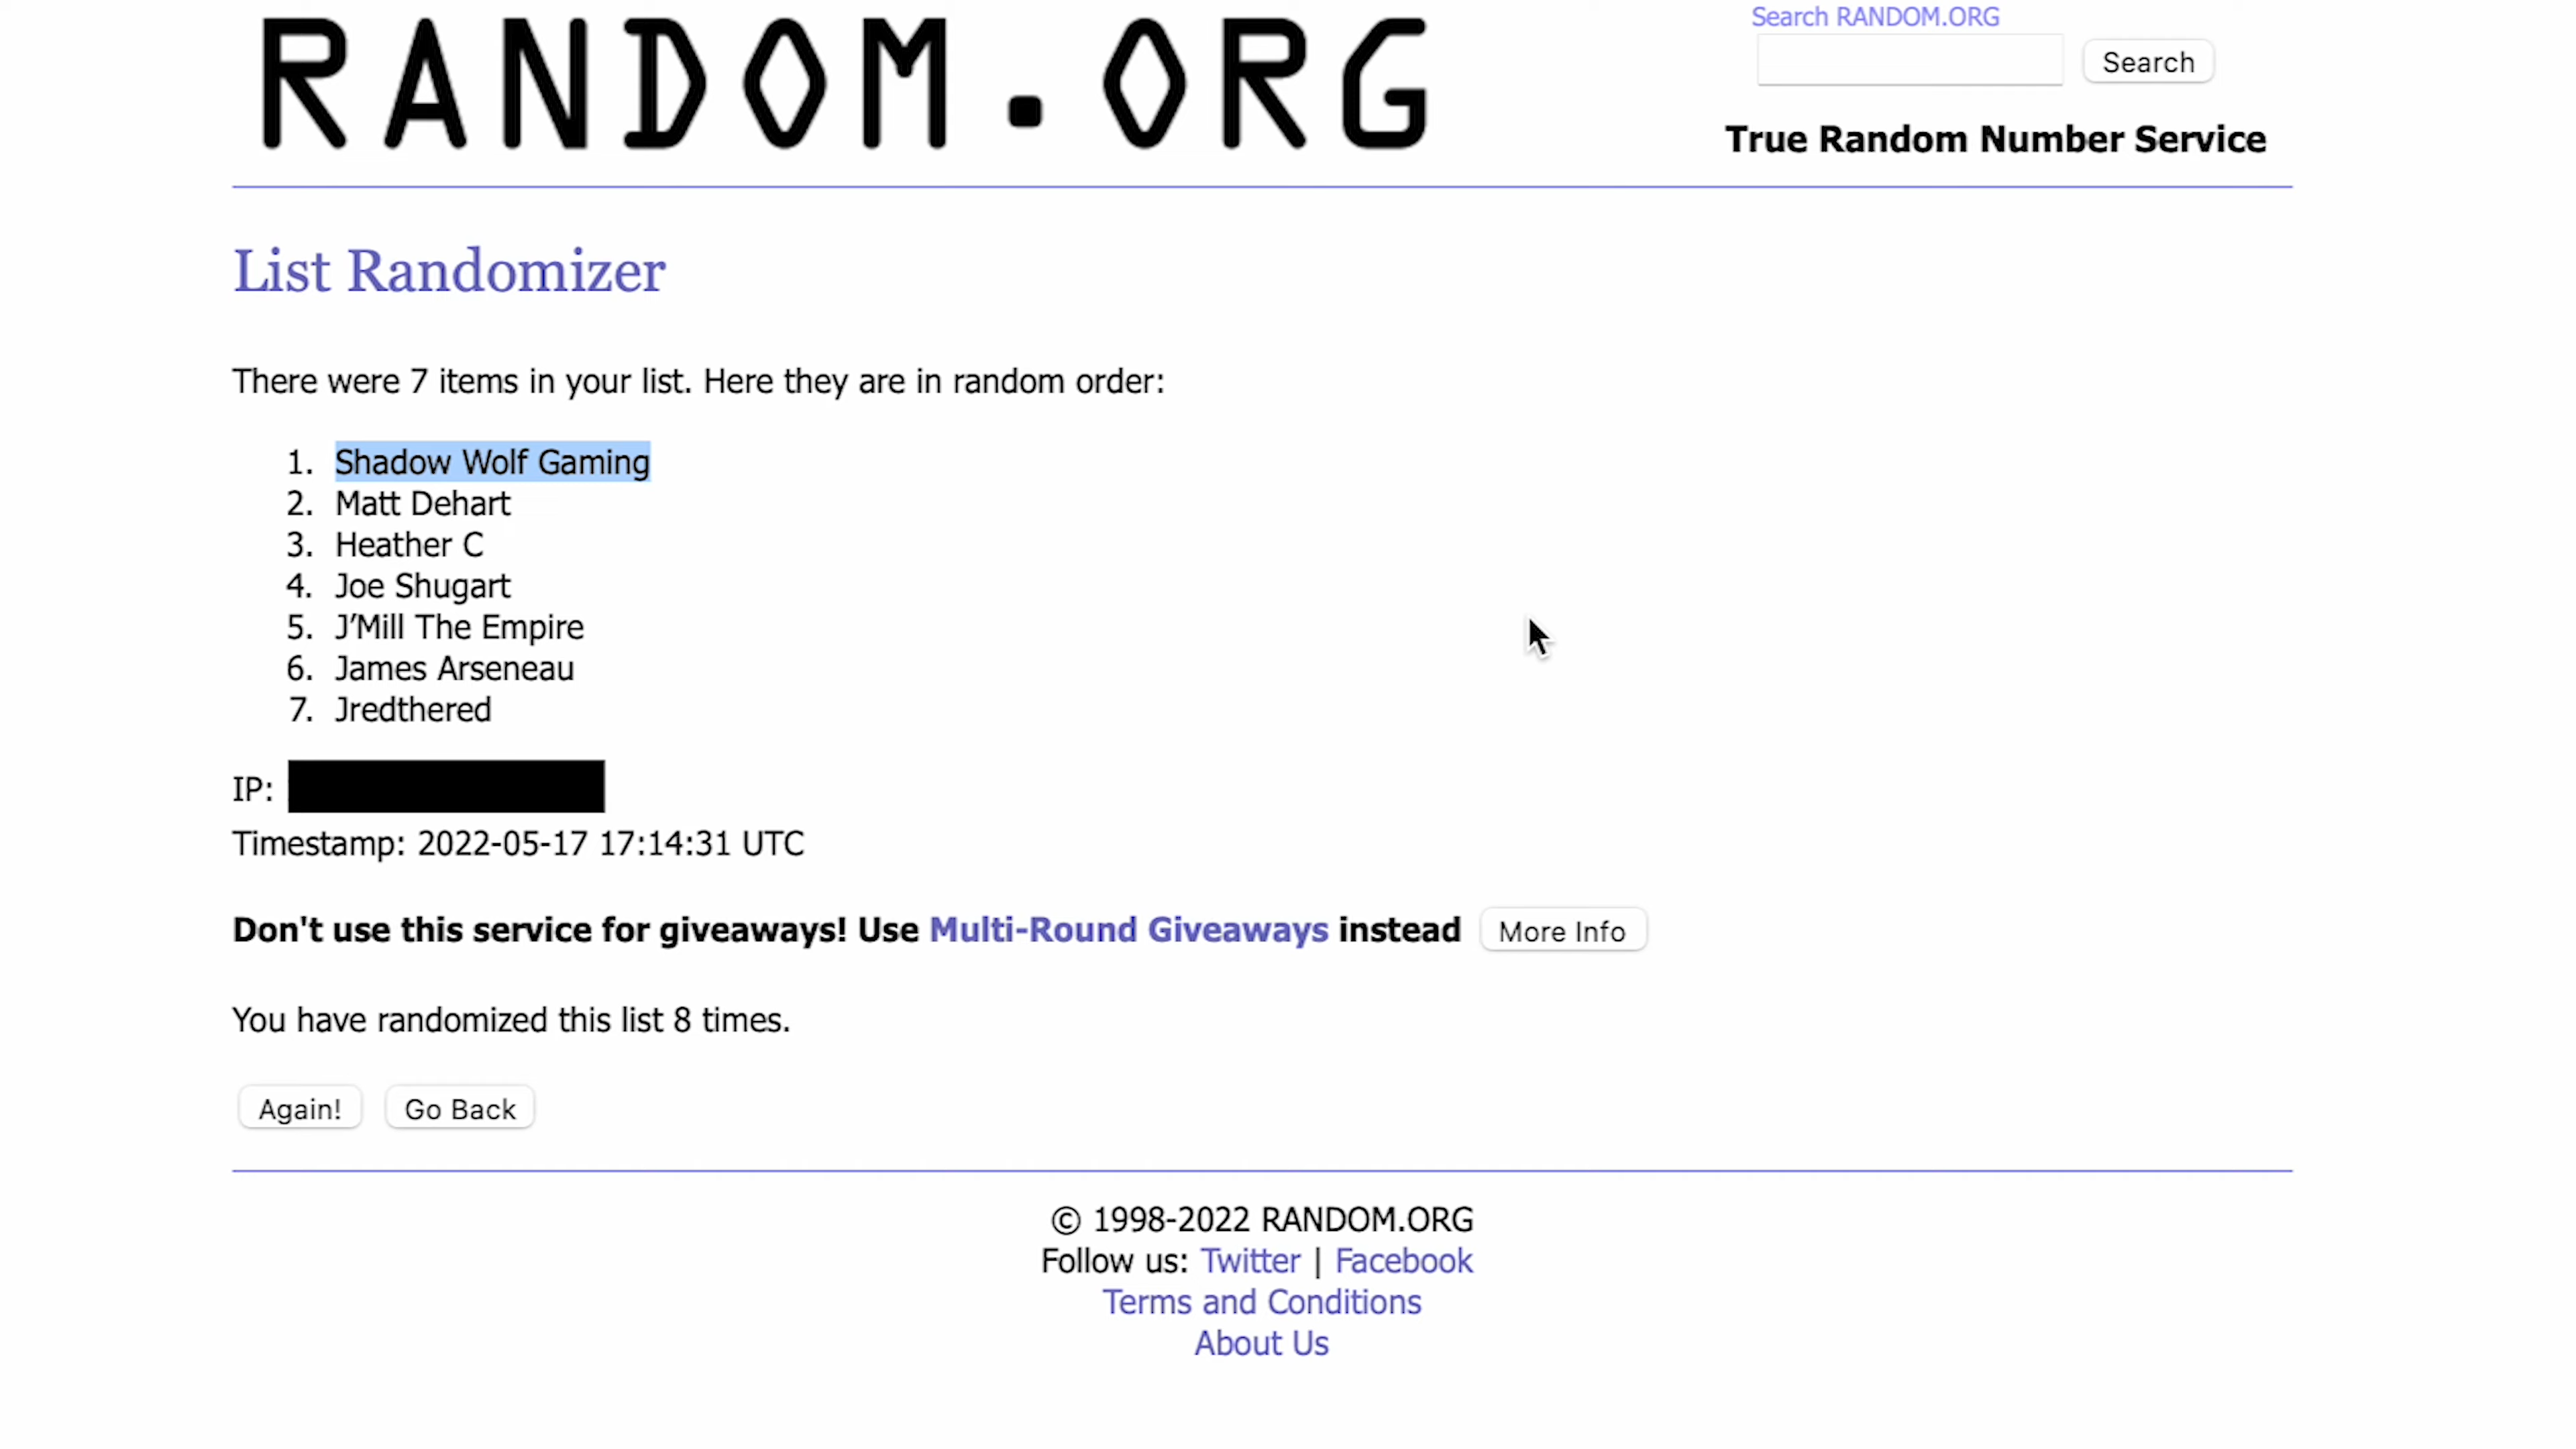 RANDOM.ORG
Search RANDOM.ORG
Search
True Random Number Service
List Randomizer
There were 7 items in your list. Here they are in random order:
1. Shadow Wolf Gaming
2. Matt Dehart
3. Heather C
4. Joe Shugart
5. J’Mill The Empire
6. James Arseneau
7. Jredthered
IP:
Timestamp: 2022-05-17 17:14:31 UTC
Don't use this service for giveaways! Use Multi-Round Giveaways instead More Info
You have randomized this list 8 times.
Again! Go Back
© 1998-2022 RANDOM.ORG
Follow us: Twitter | Facebook
Terms and Conditions
About Us